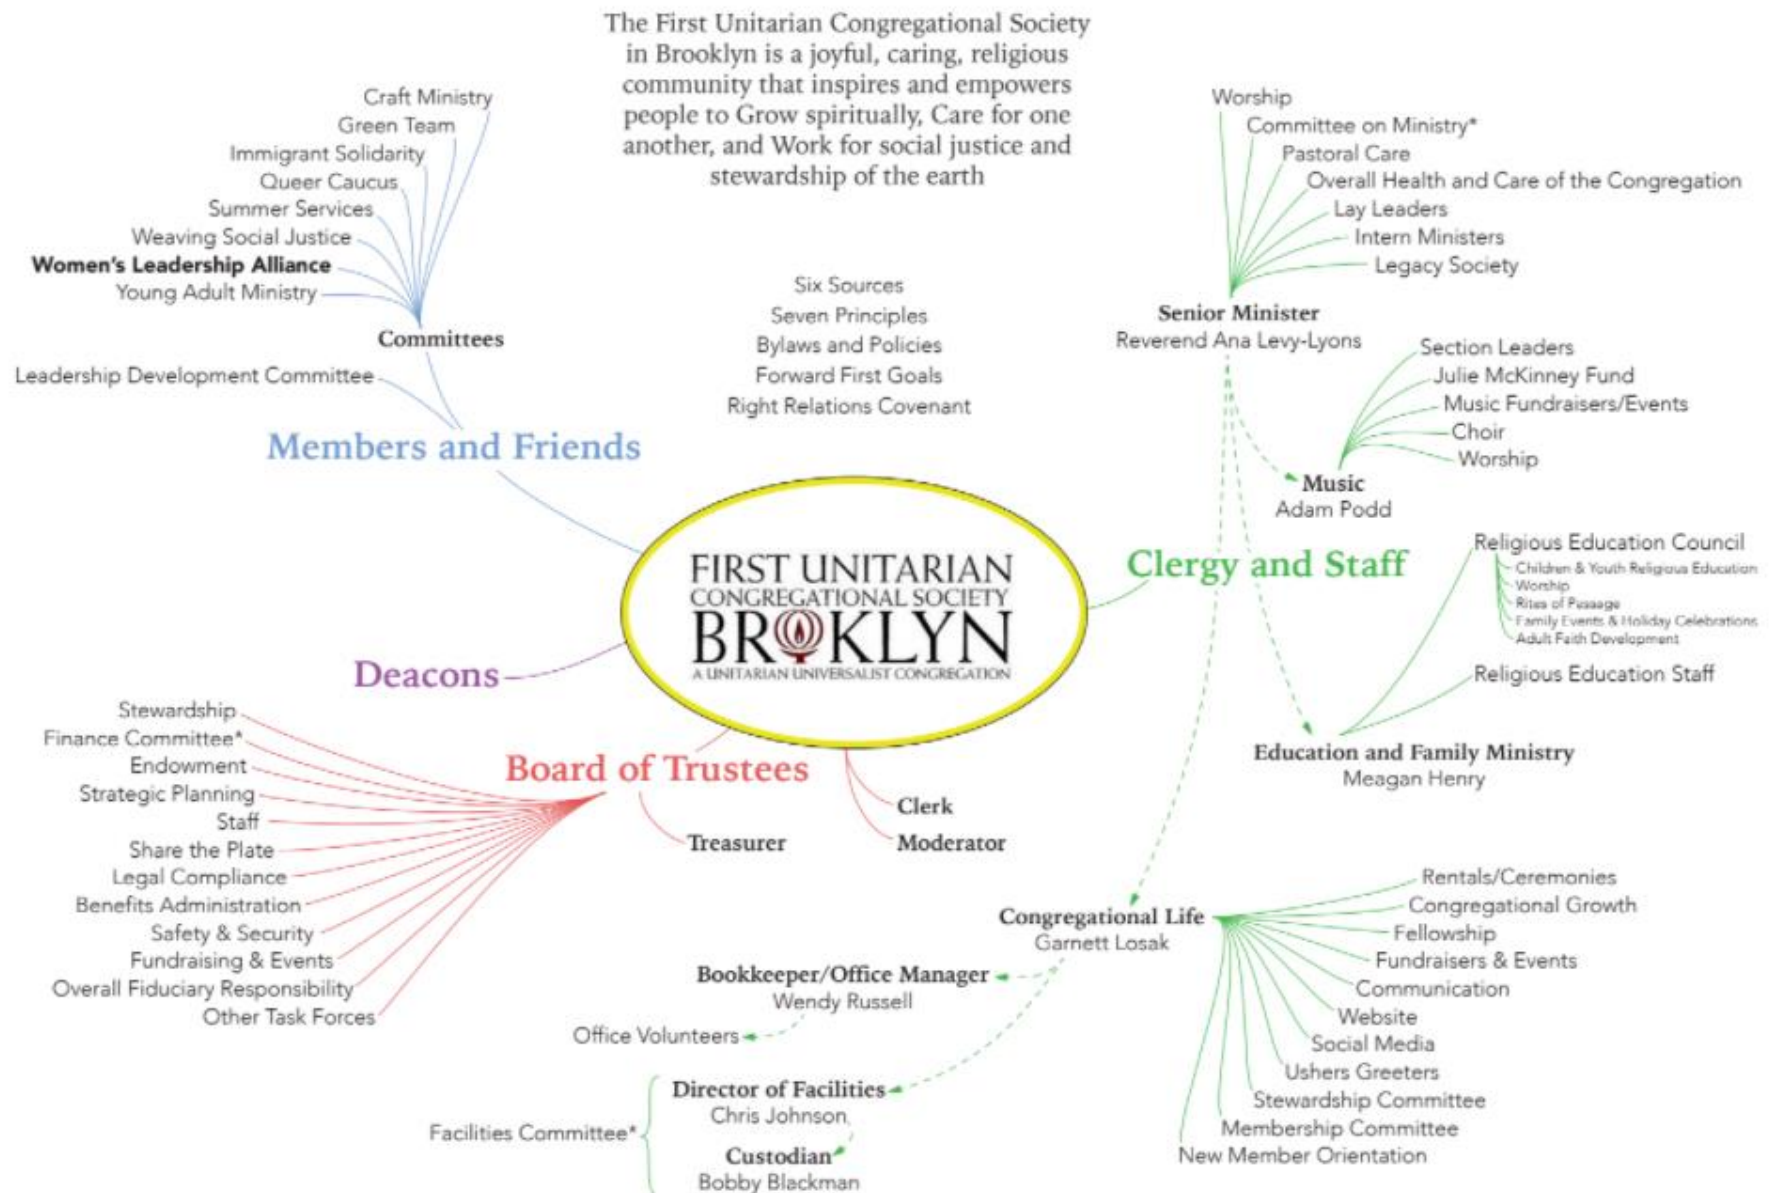 The First Unitarian Congregational Society
in Brooklyn is a joyful, caring, religious
community that inspires and empowers
people to Grow spiritually, Care for one
another, and Work for social justice and
stewardship of the earth
Six Sources
Seven Principles
Bylaws and Policies
Forward First Goals
Right Relations Covenant
Craft Ministry
Green Team
Immigrant Solidarity
Queer Caucus
Summer Services
Weaving Social Justice
Women's Leadership Alliance
Young Adult Ministry
Committees
Leadership Development Committee
Members and Friends
Worship
Committee on Ministry*
Pastoral Care
Overall Health and Care of the Congregation
Lay Leaders
Intern Ministers
Legacy Society
Senior Minister
Reverend Ana Levy-Lyons
Section Leaders
Julie McKinney Fund
Music Fundraisers/Events
Choir
Worship
Music
Adam Podd
Clergy and Staff
Religious Education Council
Children & Youth Religious Education
Worship
Rites of Passage
Family Events & Holiday Celebrations
Adult Faith Development
Religious Education Staff
Education and Family Ministry
Meagan Henry
FIRST UNITARIAN
CONGREGATIONAL SOCIETY
BROOKLYN
A UNITARIAN UNIVERSALIST CONGREGATION
Deacons
Board of Trustees
Stewardship
Finance Committee*
Endowment
Strategic Planning
Staff
Share the Plate
Legal Compliance
Benefits Administration
Safety & Security
Fundraising & Events
Overall Fiduciary Responsibility
Other Task Forces
Treasurer
Clerk
Moderator
Congregational Life
Garnett Losak
Rentals/Ceremonies
Congregational Growth
Fellowship
Fundraisers & Events
Communication
Website
Social Media
Ushers Greeters
Stewardship Committee
Membership Committee
New Member Orientation
Bookkeeper/Office Manager
Wendy Russell
Office Volunteers
Director of Facilities
Chris Johnson
Facilities Committee*
Custodian
Bobby Blackman